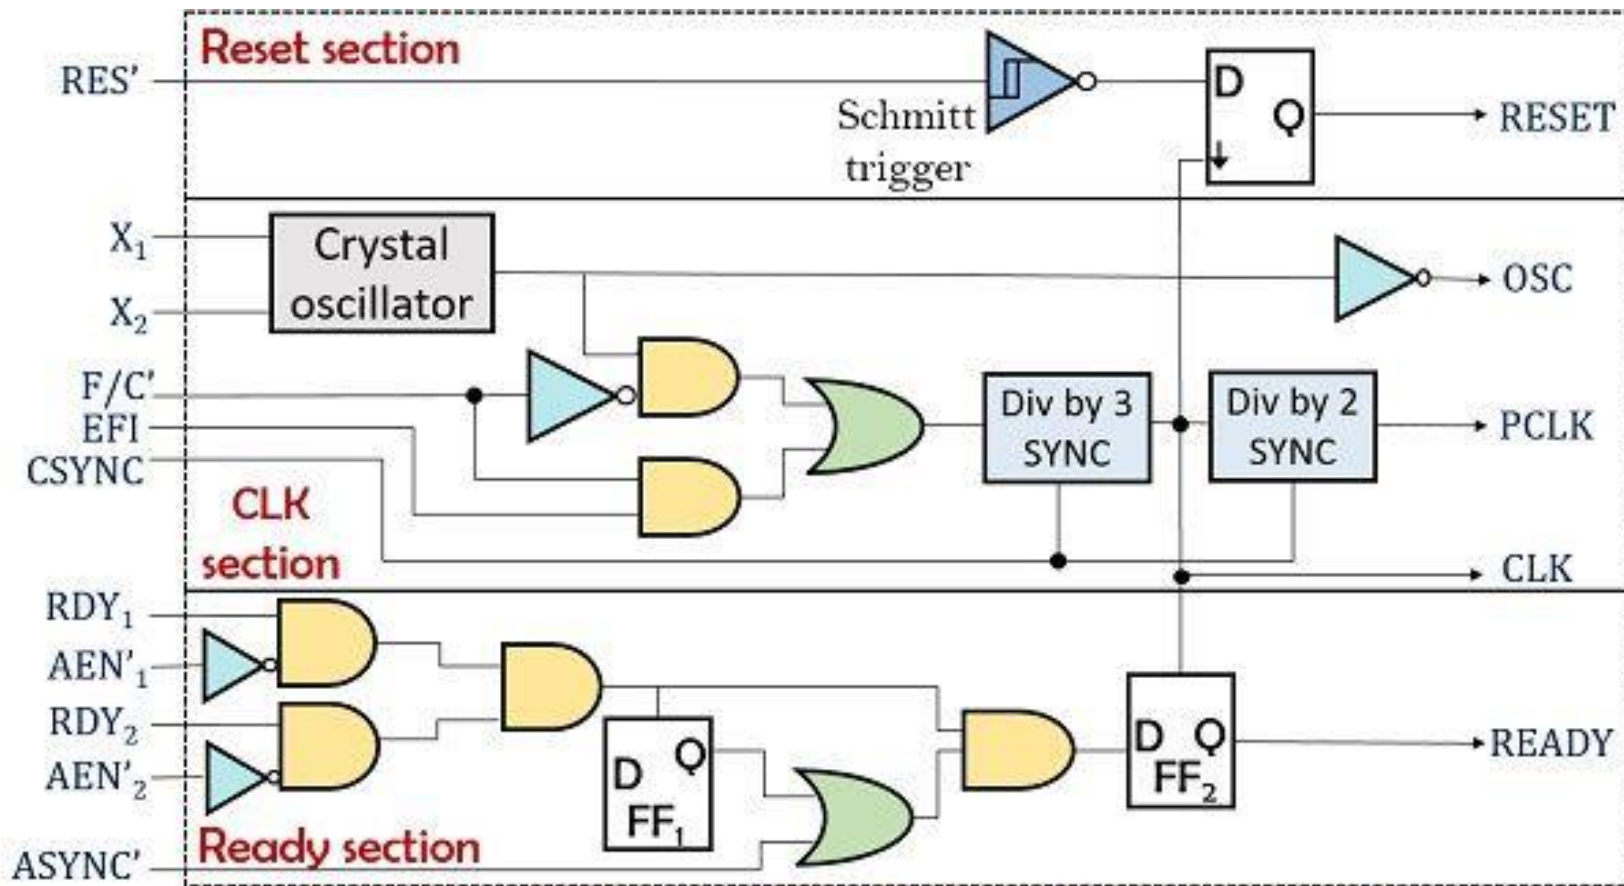 Reset section
RES’
Schmitt
trigger
D
Q
RESET
X₁
X₂
Crystal
oscillator
OSC
F/C’
EFI
CSYNC
Div by 3
SYNC
Div by 2
SYNC
PCLK
CLK
section
CLK
RDY₁
AEN’₁
RDY₂
AEN’₂
D Q
FF₁
D Q
FF₂
READY
ASYNC’
Ready section